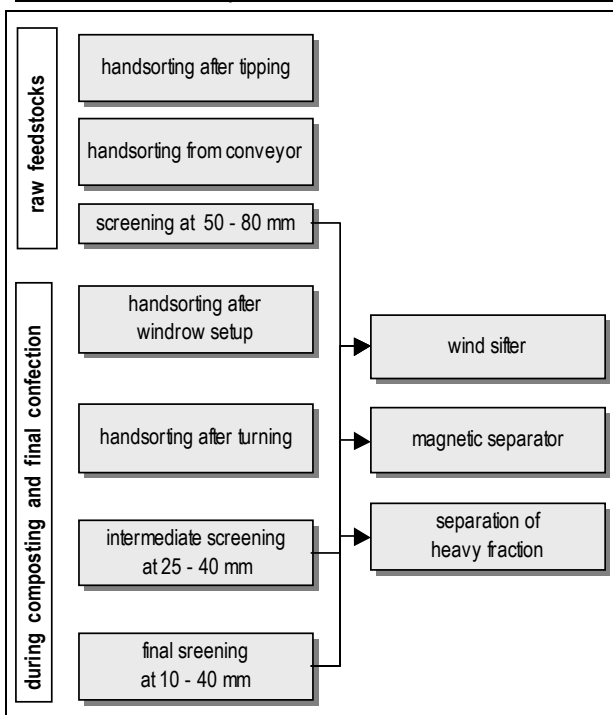 raw feedstocks
handsorting after tipping
handsorting from conveyor
screening at 50 - 80 mm
during composting and final confection
handsorting after
windrow setup
handsorting after turning
intermediate screening
at 25 - 40 mm
final sreening
at 10 - 40 mm
wind sifter
magnetic separator
separation of
heavy fraction